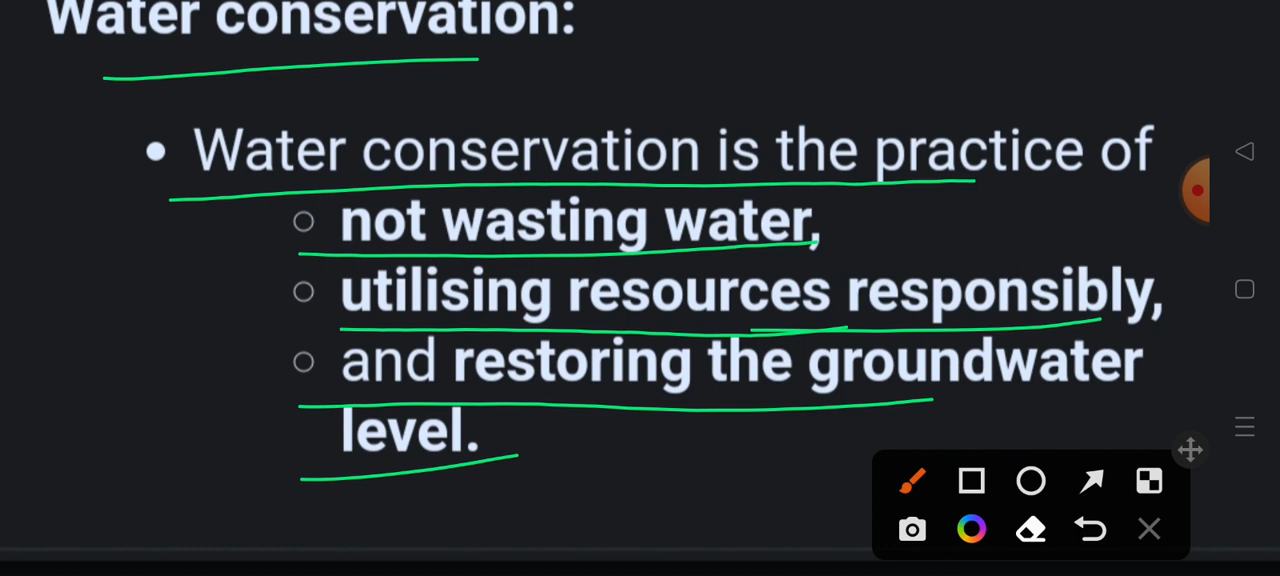 Water conservation:
• Water conservation is the practice of
○ not wasting water,
○ utilising resources responsibly,
○ and restoring the groundwater
level.